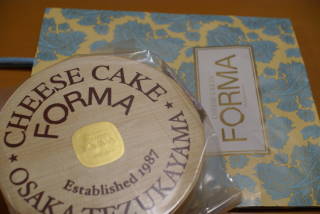 CHEESE CAKE
FORMA
Established 1987
★ OSAKA TEZUKAYAMA ★
FORMA